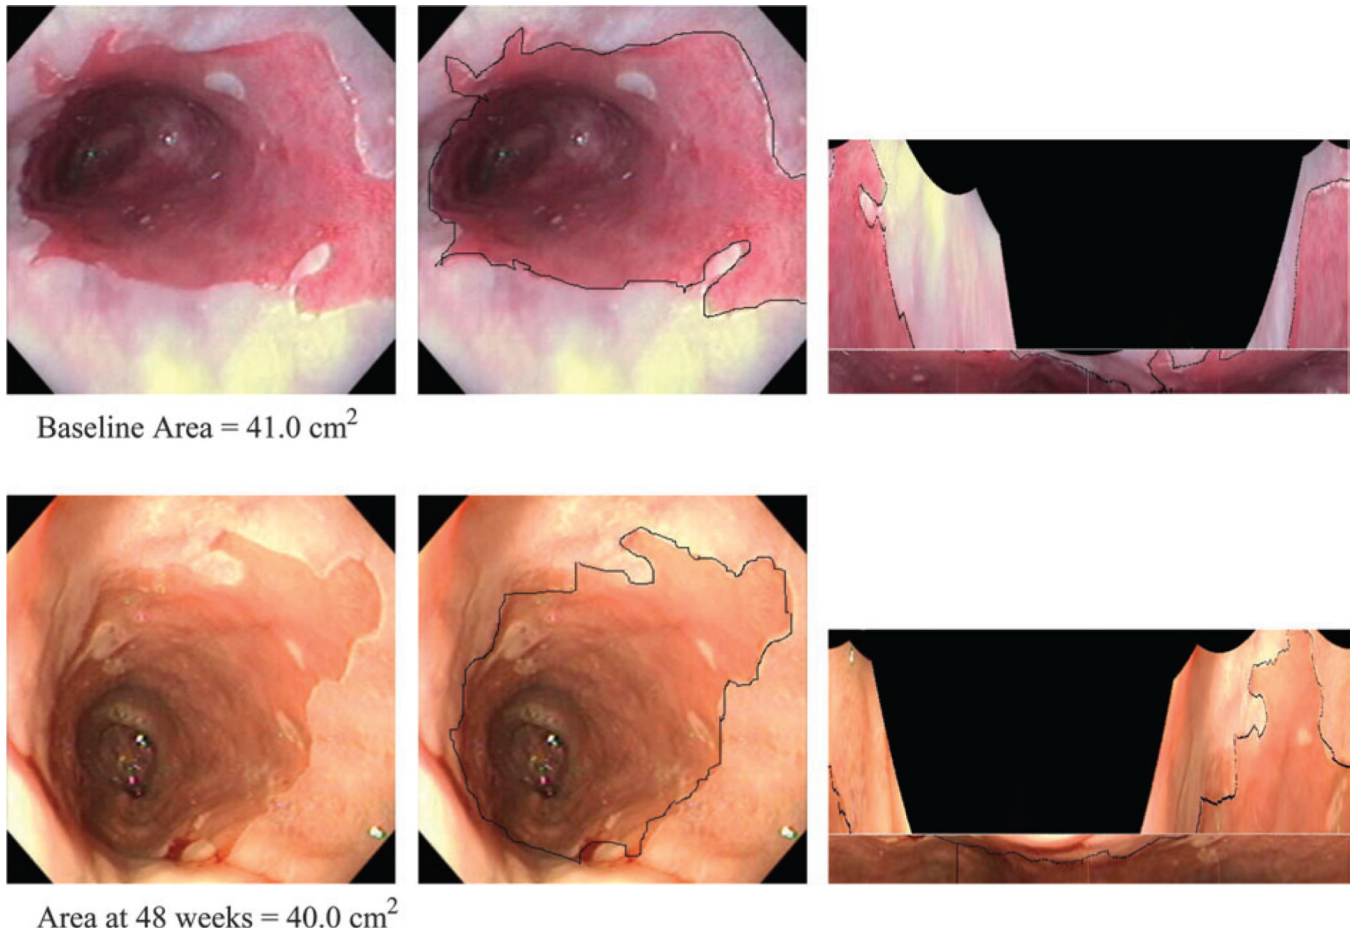 Baseline Area = 41.0 cm²
Area at 48 weeks = 40.0 cm²